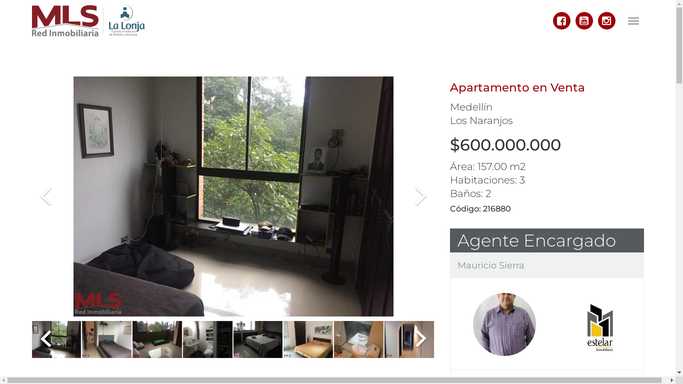 MLS
Red Inmobiliaria
La Lonja
Apartamento en Venta
Medellín
Los Naranjos
$600.000.000
Área: 157.00 m2
Habitaciones: 3
Baños: 2
Código: 216880
MLS
Red Inmobiliaria
Agente Encargado
Mauricio Sierra
estelar